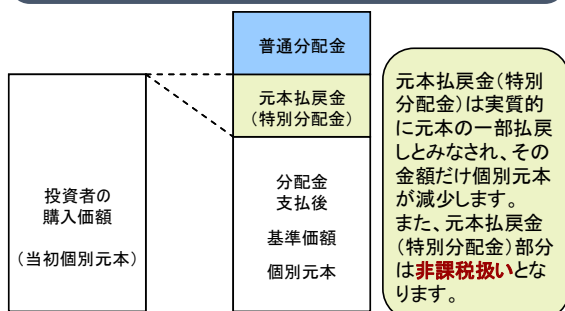 普通分配金
元本払戻金
(特別分配金)
投資者の
購入価額
(当初個別元本)
分配金
支払後
基準価額
個別元本
元本払戻金(特別
分配金)は実質的
に元本の一部払戻
しとみなされ、その
金額だけ個別元本
が減少します。
また、元本払戻金
(特別分配金)部分
は非課税扱いとな
ります。